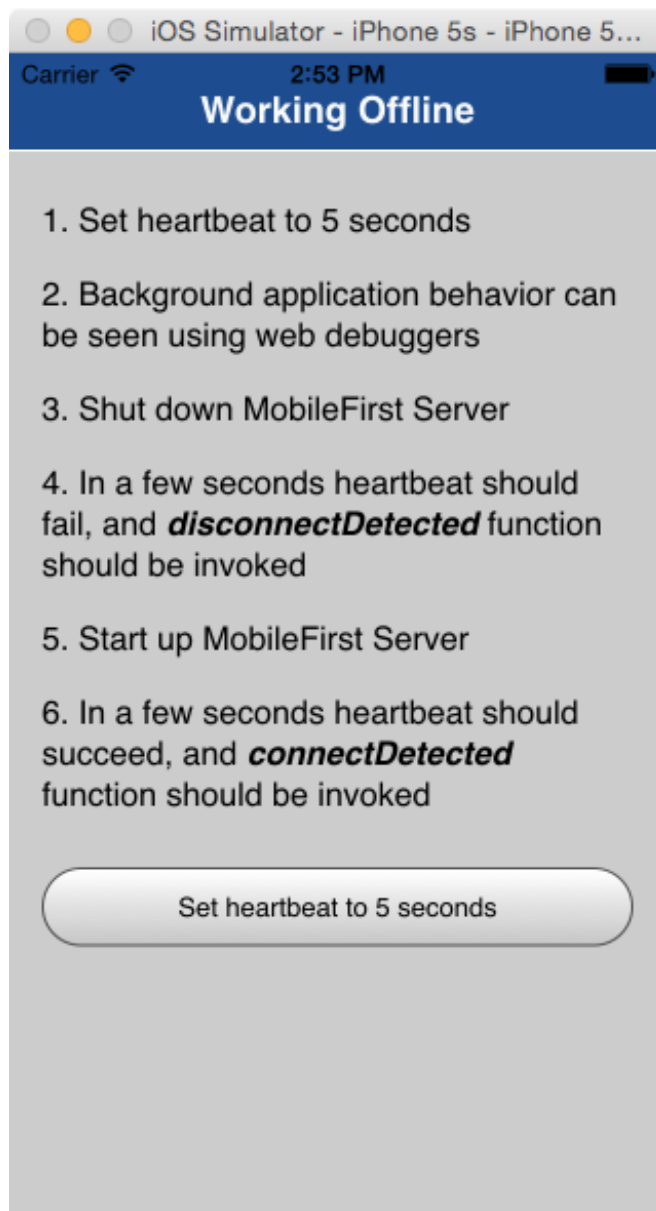 iOS Simulator - iPhone 5s - iPhone 5...
Carrier 2:53 PM
Working Offline
1. Set heartbeat to 5 seconds
2. Background application behavior can
be seen using web debuggers
3. Shut down MobileFirst Server
4. In a few seconds heartbeat should
fail, and disconnectDetected function
should be invoked
5. Start up MobileFirst Server
6. In a few seconds heartbeat should
succeed, and connectDetected
function should be invoked
Set heartbeat to 5 seconds